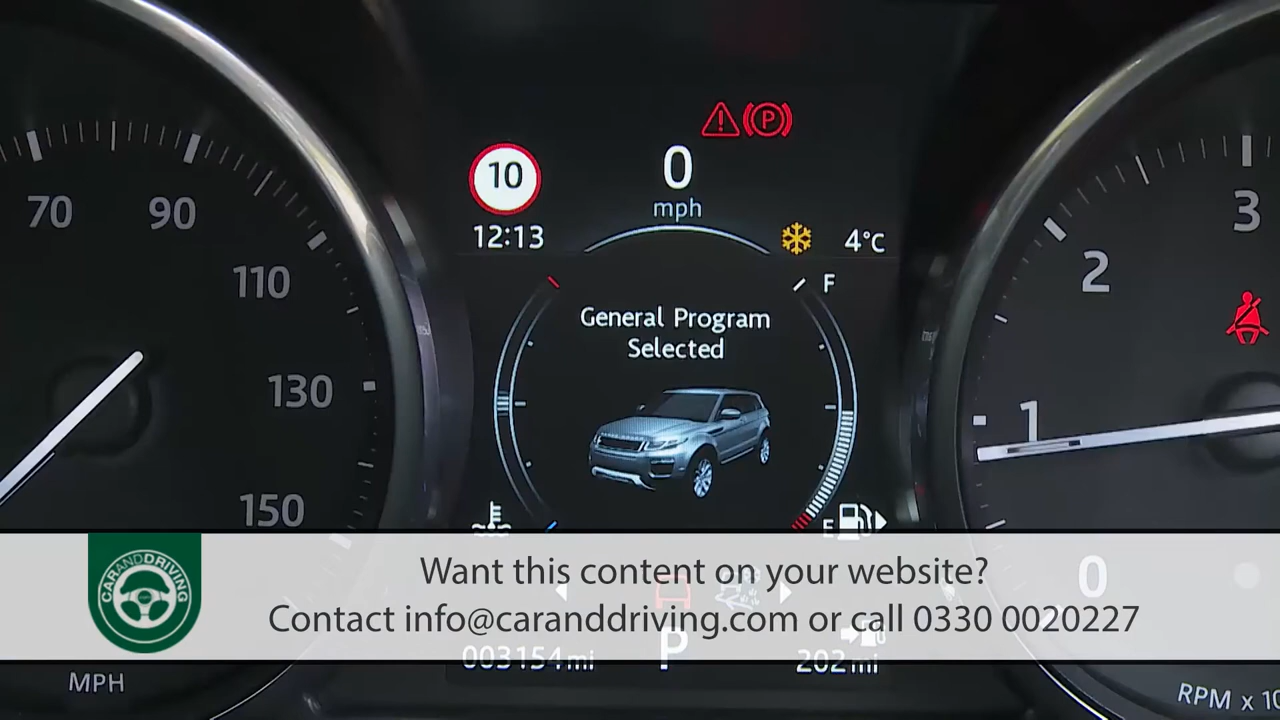 10
0
mph
12:13
4°C
70
90
110
130
150
MPH
General Program
Selected
F
E
3
2
1
0
RPM x 10
CARANDDRIVING
Want this content on your website?
Contact info@caranddriving.com or call 0330 0020227
003154 mi
P
202 mi
P